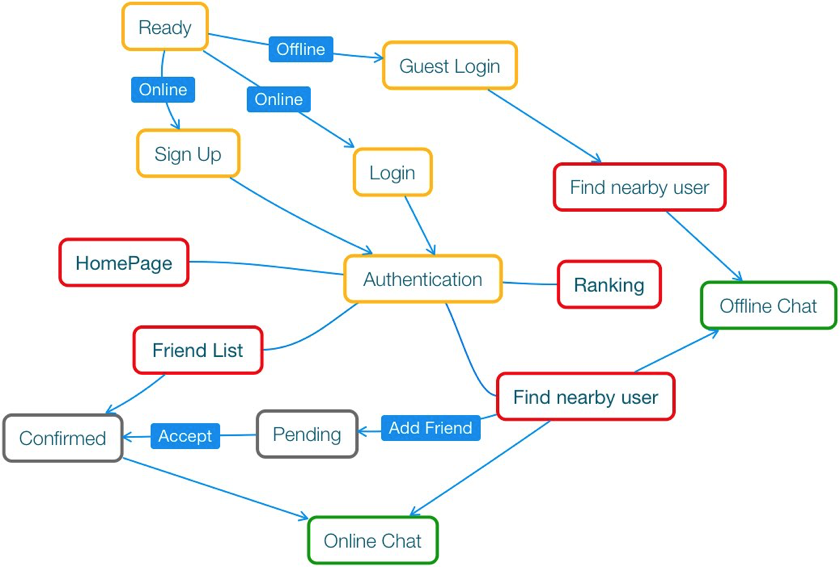 Ready
Offline
Guest Login
Online
Online
Sign Up
Login
Find nearby user
HomePage
Authentication
Ranking
Offline Chat
Friend List
Find nearby user
Confirmed
Accept
Pending
Add Friend
Online Chat